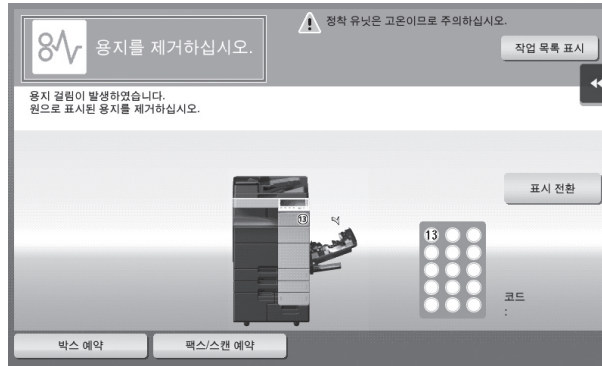 정착 유닛은 고온이므로 주의하십시오.
용지를 제거하십시오.
작업 목록 표시
용지 걸림이 발생하였습니다.
원으로 표시된 용지를 제거하십시오.
표시 전환
13
13
코드
:
박스 예약
팩스/스캔 예약